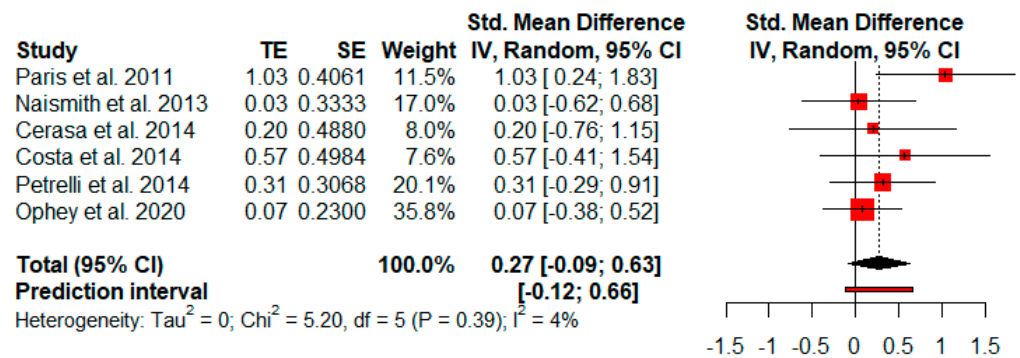 Std. Mean Difference Std. Mean Difference
Study TE SE Weight IV, Random, 95% CI IV, Random, 95% CI
Paris et al. 2011 1.03 0.4061 11.5% 1.03 [ 0.24; 1.83]
Naismith et al. 2013 0.03 0.3333 17.0% 0.03 [-0.62; 0.68]
Cerasa et al. 2014 0.20 0.4880 8.0% 0.20 [-0.76; 1.15]
Costa et al. 2014 0.57 0.4984 7.6% 0.57 [-0.41; 1.54]
Petrelli et al. 2014 0.31 0.3068 20.1% 0.31 [-0.29; 0.91]
Ophey et al. 2020 0.07 0.2300 35.8% 0.07 [-0.38; 0.52]
Total (95% CI) 100.0% 0.27 [-0.09; 0.63]
Prediction interval [-0.12; 0.66]
Heterogeneity: Tau² = 0; Chi² = 5.20, df = 5 (P = 0.39); I² = 4%
-1.5 -1 -0.5 0 0.5 1 1.5